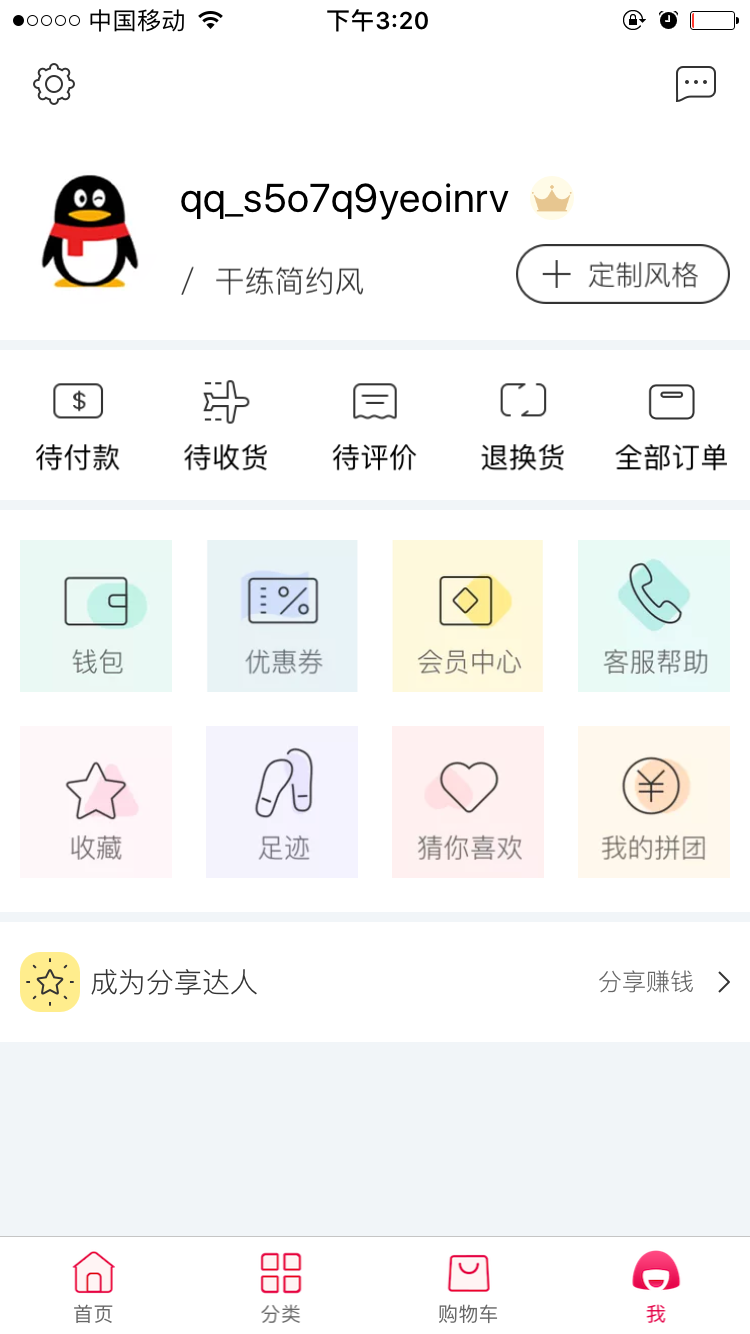 中国移动 下午3:20
qq_s5o7q9yeoinrv
/ 干练简约风 定制风格
待付款 待收货 待评价 退换货 全部订单
钱包 优惠券 会员中心 客服帮助
收藏 足迹 猜你喜欢 我的拼团
成为分享达人 分享赚钱
首页 分类 购物车 我